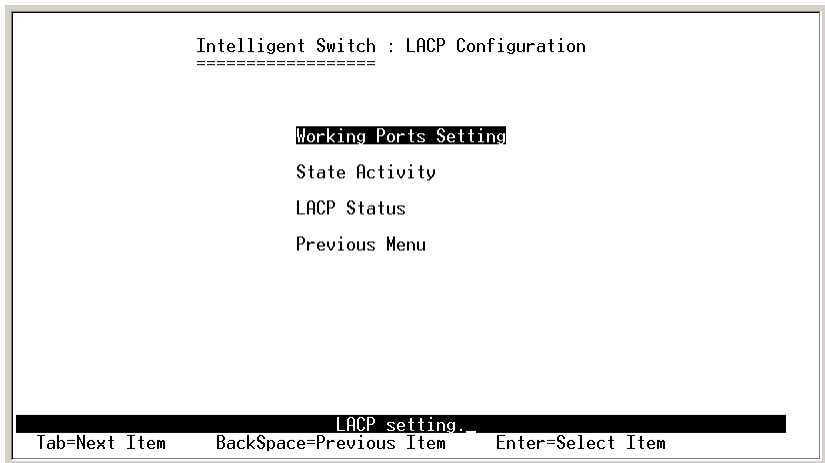 Intelligent Switch : LACP Configuration
==================
Working Ports Setting
State Activity
LACP Status
Previous Menu
LACP setting._
Tab=Next Item BackSpace=Previous Item Enter=Select Item